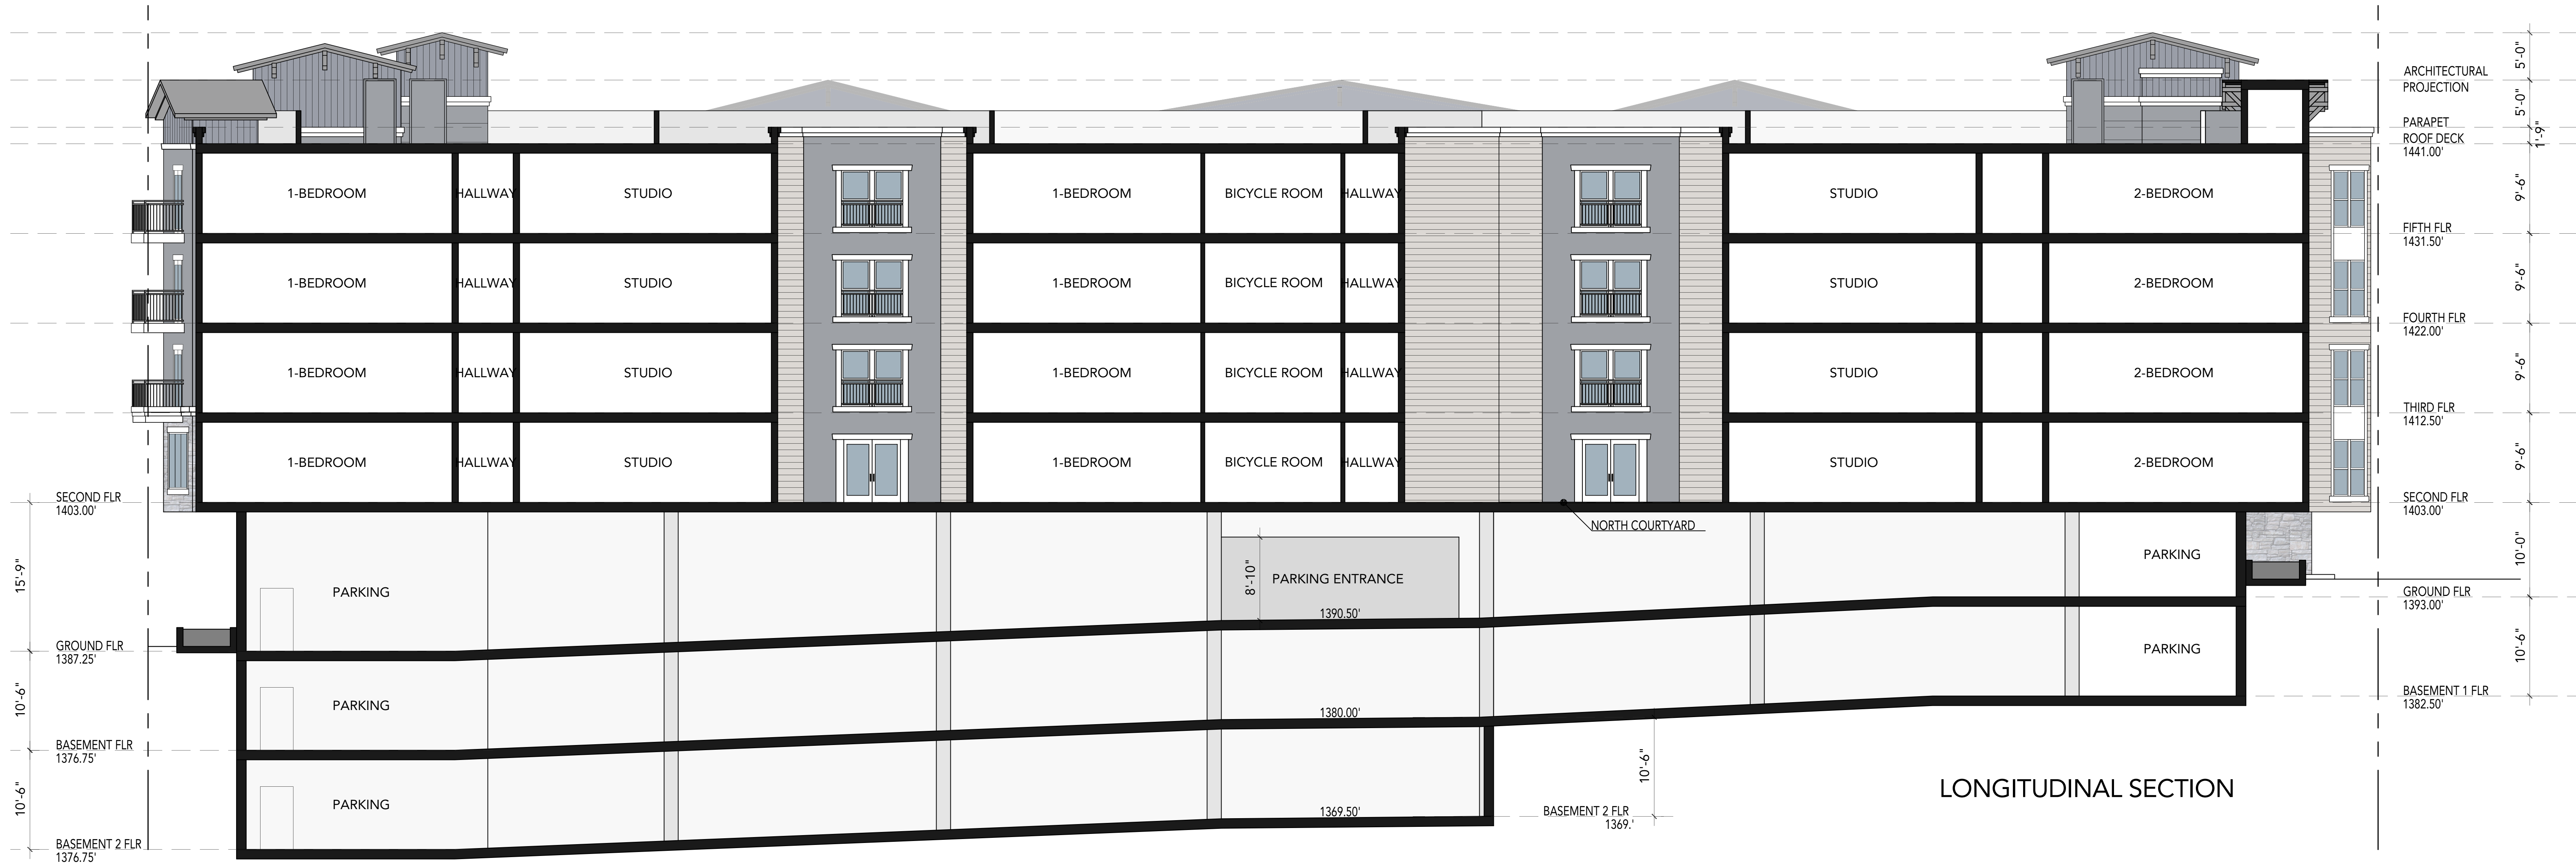 5'-0"
ARCHITECTURAL
PROJECTION
5'-0"
PARAPET
1'-9"
ROOF DECK
1441.00'
1-BEDROOM HALLWAY STUDIO 1-BEDROOM BICYCLE ROOM HALLWAY STUDIO 2-BEDROOM 9'-6"
FIFTH FLR
1431.50'
1-BEDROOM HALLWAY STUDIO 1-BEDROOM BICYCLE ROOM HALLWAY STUDIO 2-BEDROOM 9'-6"
FOURTH FLR
1422.00'
1-BEDROOM HALLWAY STUDIO 1-BEDROOM BICYCLE ROOM HALLWAY STUDIO 2-BEDROOM 9'-6"
THIRD FLR
1412.50'
1-BEDROOM HALLWAY STUDIO 1-BEDROOM BICYCLE ROOM HALLWAY STUDIO 2-BEDROOM 9'-6"
SECOND FLR SECOND FLR
1403.00' 1403.00'
NORTH COURTYARD
15'-9" PARKING 8'-10" PARKING ENTRANCE PARKING 10'-0"
1390.50'
GROUND FLR
1393.00'
GROUND FLR
1387.25'
PARKING 10'-6"
10'-6" PARKING
1380.00'
BASEMENT 1 FLR
1382.50'
BASEMENT FLR
1376.75'
10'-6"
LONGITUDINAL SECTION
10'-6" PARKING
1369.50'
BASEMENT 2 FLR
1369.'
BASEMENT 2 FLR
1376.75'